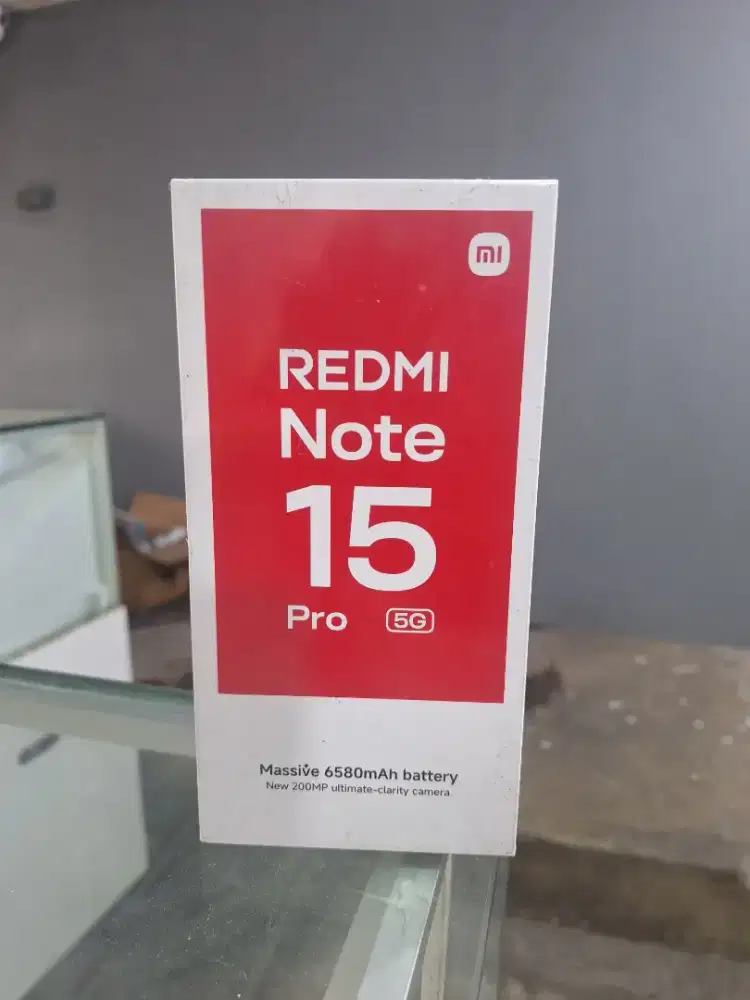 mi
REDMI
Note
15
Pro 5G
Massive 6580mAh battery
New 200MP ultimate-clarity camera